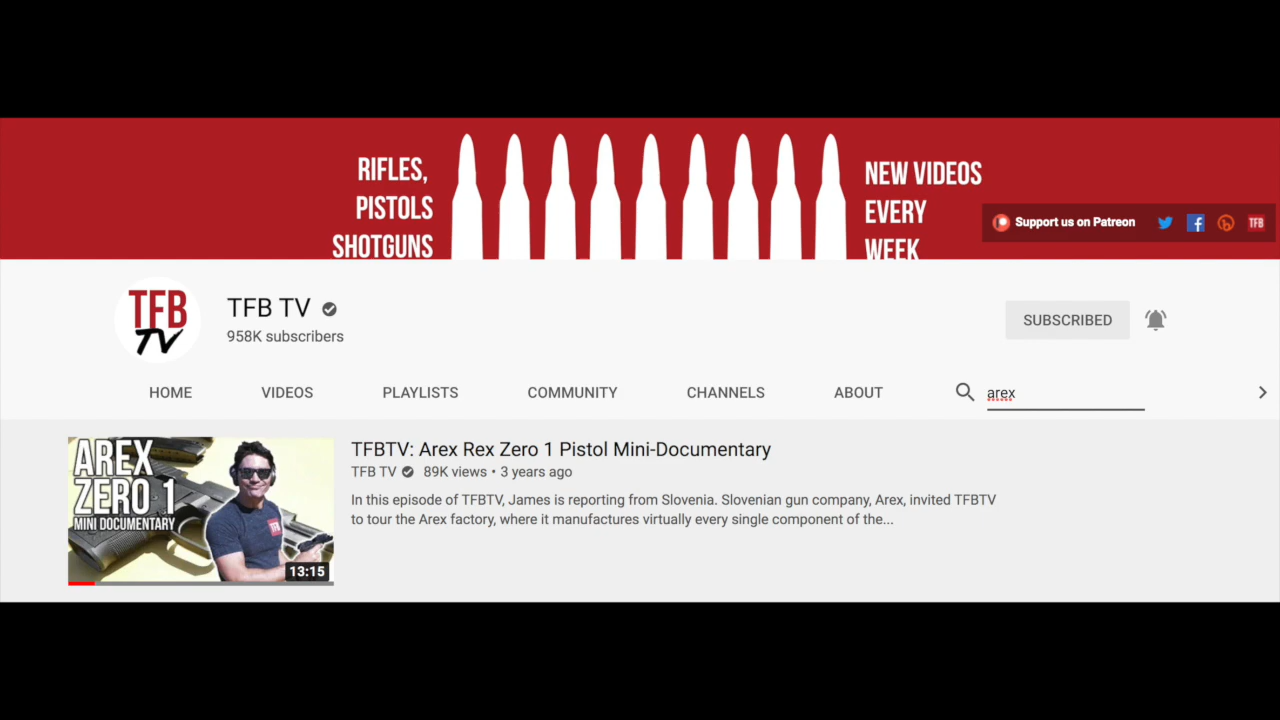 RIFLES,
PISTOLS
SHOTGUNS
NEW VIDEOS
EVERY
WEEK
Support us on Patreon
TFB
TFB
TV
TFB TV
958K subscribers
SUBSCRIBED
HOME VIDEOS PLAYLISTS COMMUNITY CHANNELS ABOUT arex
AREX
ZERO 1
MINI DOCUMENTARY
TFB
13:15
TFBTV: Arex Rex Zero 1 Pistol Mini-Documentary
TFB TV 89K views • 3 years ago
In this episode of TFBTV, James is reporting from Slovenia. Slovenian gun company, Arex, invited TFBTV
to tour the Arex factory, where it manufactures virtually every single component of the...